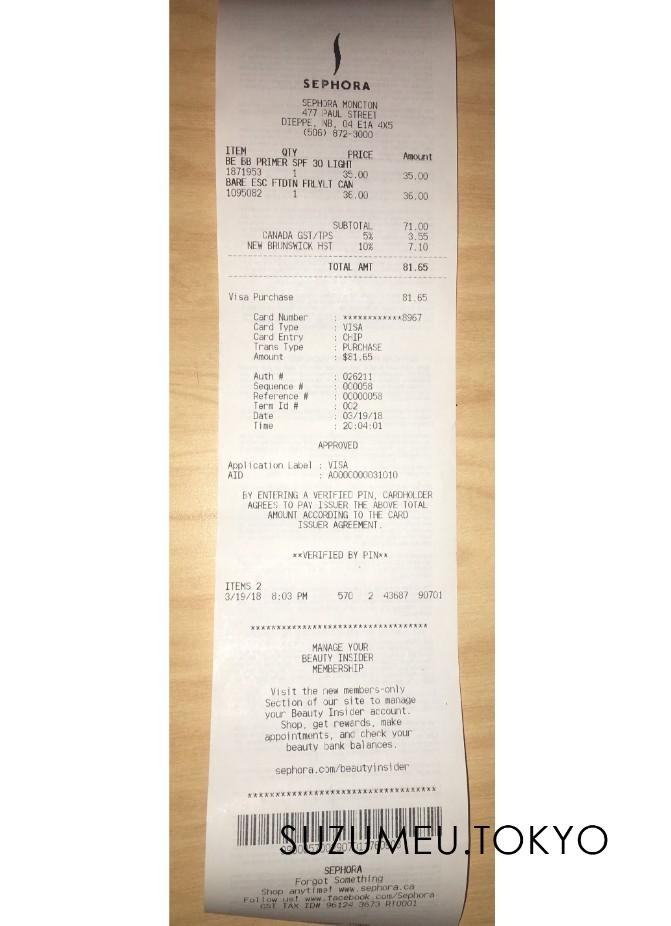 SEPHORA
SEPHORA MONCTON
477 PAUL STREET
DIEPPE, NB, 04 E1A 4X5
(506) 872-3000
ITEM QTY PRICE Amount
BE BB PRIMER SPF 30 LIGHT
1871953 1 35.00 35.00
BARE ESC FTDTN FRLYLT CAN
1095082 1 36.00 36.00
SUBTOTAL 71.00
CANADA GST/TPS 5% 3.55
NEW BRUNSWICK HST 10% 7.10
TOTAL AMT 81.65
Visa Purchase 81.65
Card Number : ************8967
Card Type : VISA
Card Entry : CHIP
Trans Type : PURCHASE
Amount : $81.65
Auth # : 026211
Sequence # : 000058
Reference # : 00000058
Term Id # : 002
Date : 03/19/18
Time : 20:04:01
APPROVED
Application Label : VISA
AID : A0000000031010
BY ENTERING A VERIFIED PIN, CARDHOLDER
AGREES TO PAY ISSUER THE ABOVE TOTAL
AMOUNT ACCORDING TO THE CARD
ISSUER AGREEMENT.
**VERIFIED BY PIN**
ITEMS 2
3/19/18 8:03 PM 570 2 43687 90701
************************************
MANAGE YOUR
BEAUTY INSIDER
MEMBERSHIP
Visit the new members-only
Section of our site to manage
your Beauty Insider account.
Shop, get rewards, make
appointments, and check your
beauty bank balances.
sephora.com/beautyinsider
************************************
SUZUMEU.TOKYO
SEPHORA
Forgot Something
Shop anytime! www.sephora.ca
Follow us! www.facebook.com/Sephora
GST TAX ID# 96124 3673 RT0001